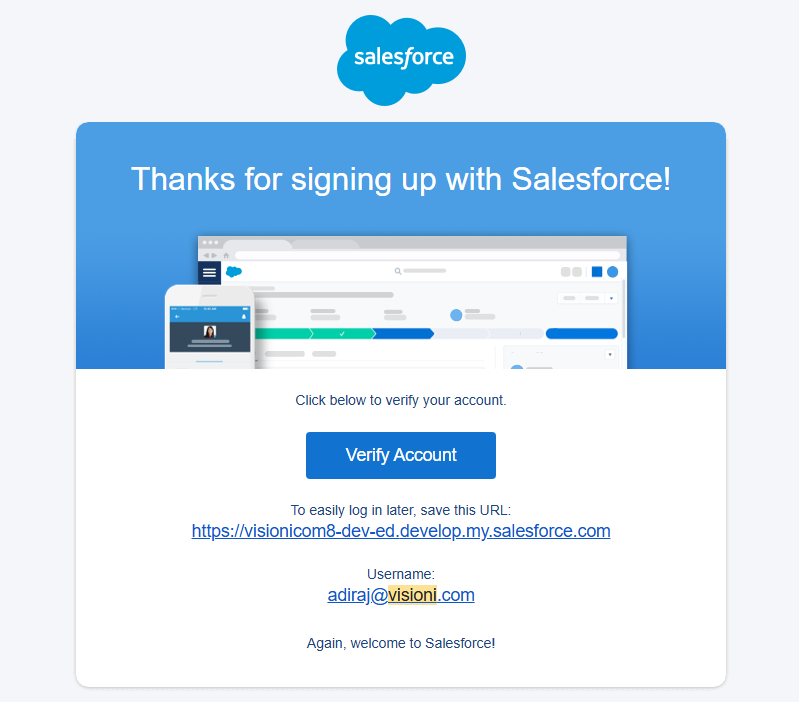 salesforce
Thanks for signing up with Salesforce!
Click below to verify your account.
Verify Account
To easily log in later, save this URL:
https://visionicom8-dev-ed.develop.my.salesforce.com
Username:
adiraj@visioni.com
Again, welcome to Salesforce!